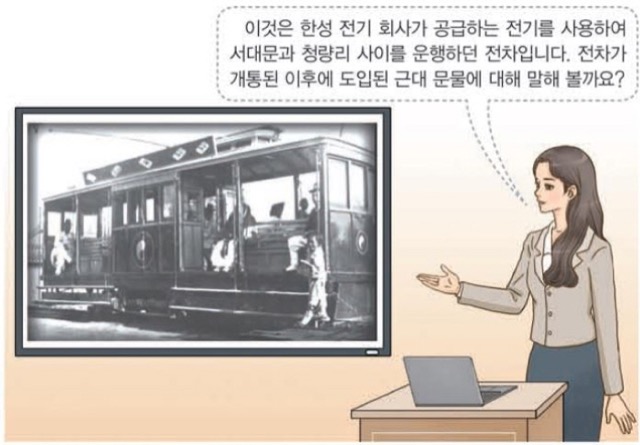 이것은 한성 전기 회사가 공급하는 전기를 사용하여
서대문과 청량리 사이를 운행하던 전차입니다. 전차가
개통된 이후에 도입된 근대 문물에 대해 말해 볼까요?